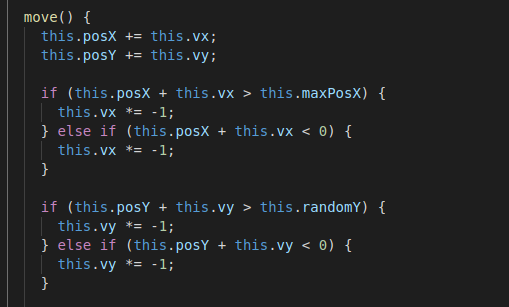 move() {
this.posX += this.vx;
this.posY += this.vy;
if (this.posX + this.vx > this.maxPosX) {
this.vx *= -1;
} else if (this.posX + this.vx < 0) {
this.vx *= -1;
}
if (this.posY + this.vy > this.randomY) {
this.vy *= -1;
} else if (this.posY + this.vy < 0) {
this.vy *= -1;
}